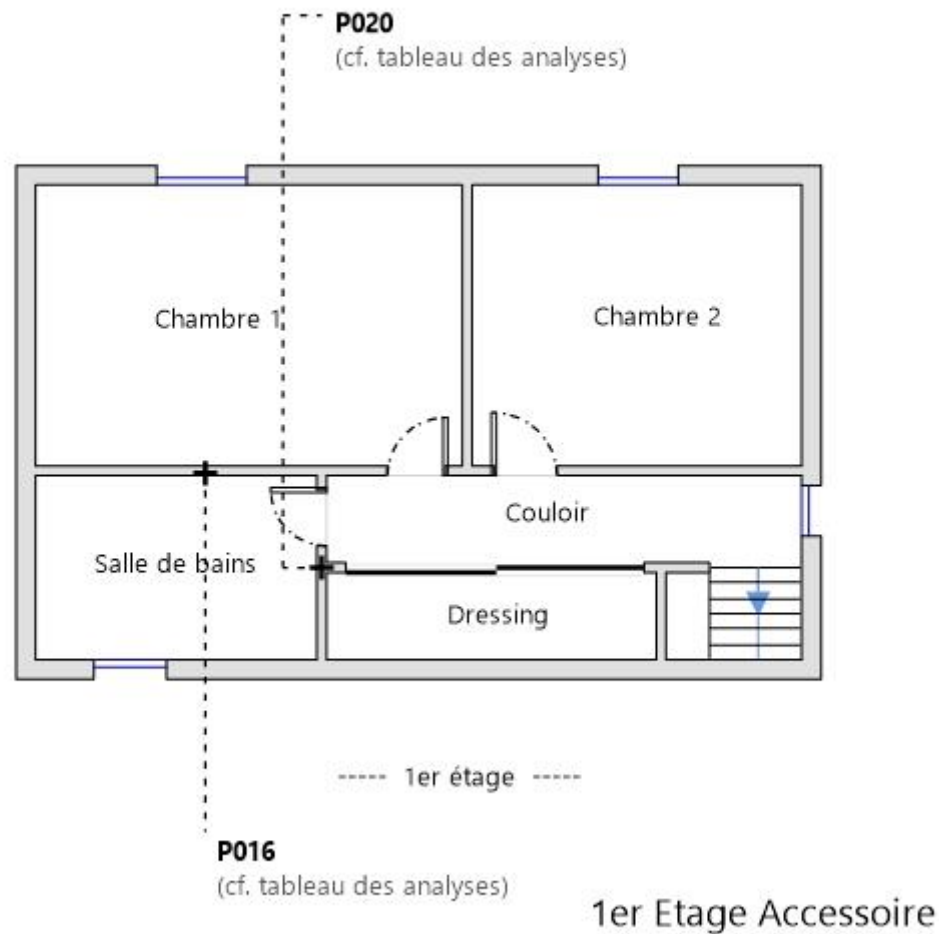 P020
(cf. tableau des analyses)
Chambre 1
Chambre 2
Couloir
Salle de bains
Dressing
----- 1er étage -----
P016
(cf. tableau des analyses)
1er Etage Accessoire